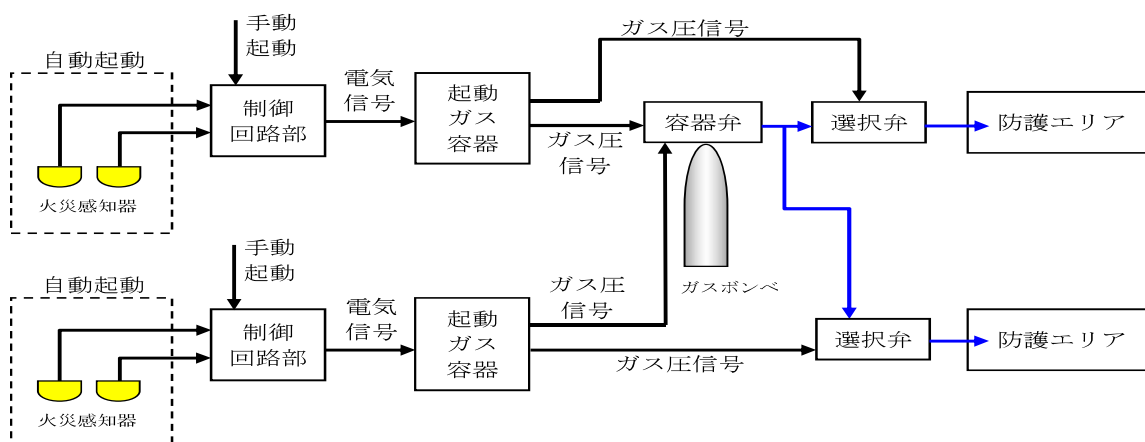 手動
起動
自動起動
制御
回路部
火災感知器
電気
信号
起動
ガス
容器
ガス圧信号
ガス圧
信号
容器弁
選択弁
防護エリア
ガスボンベ
手動
起動
自動起動
制御
回路部
火災感知器
電気
信号
起動
ガス
容器
ガス圧
信号
ガス圧信号
選択弁
防護エリア